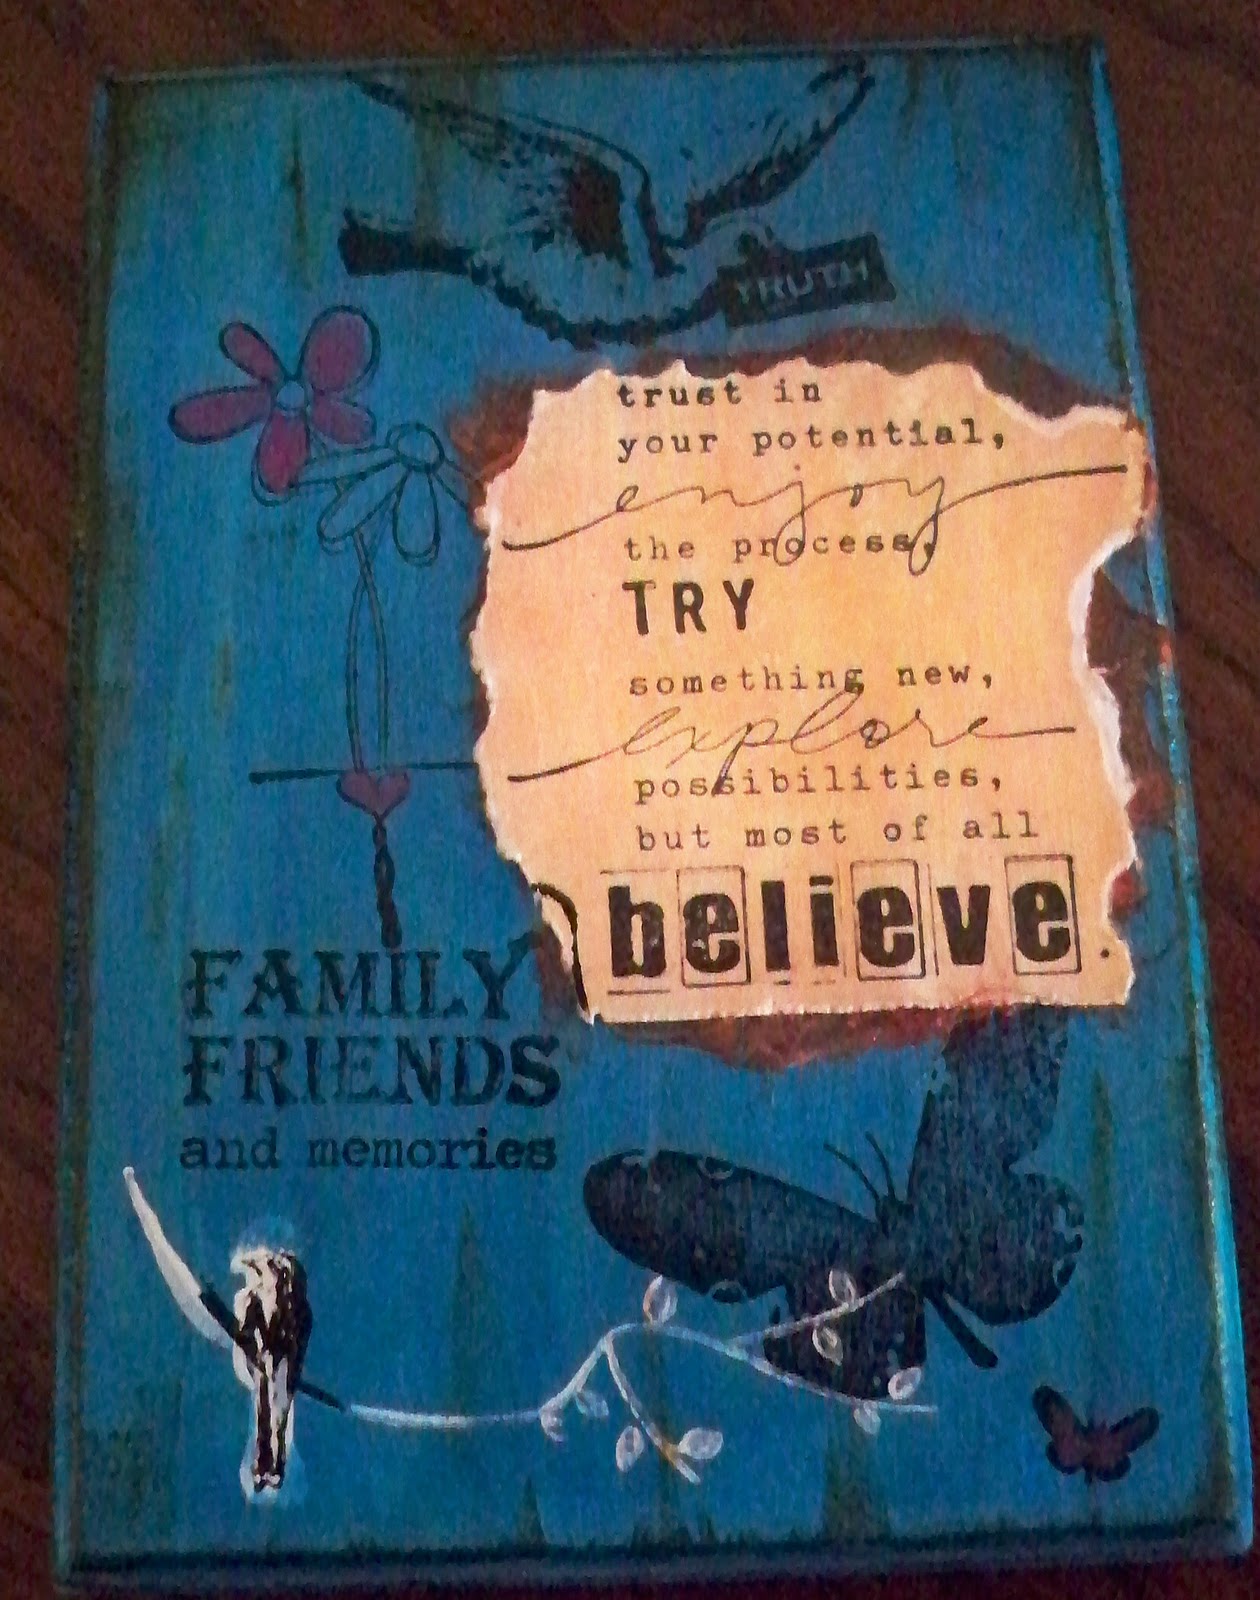 TRUTH
trust in
your potential,
enjoy
the process,
TRY
something new,
explore
possibilities,
but most of all
believe.
FAMILY
FRIENDS
and memories